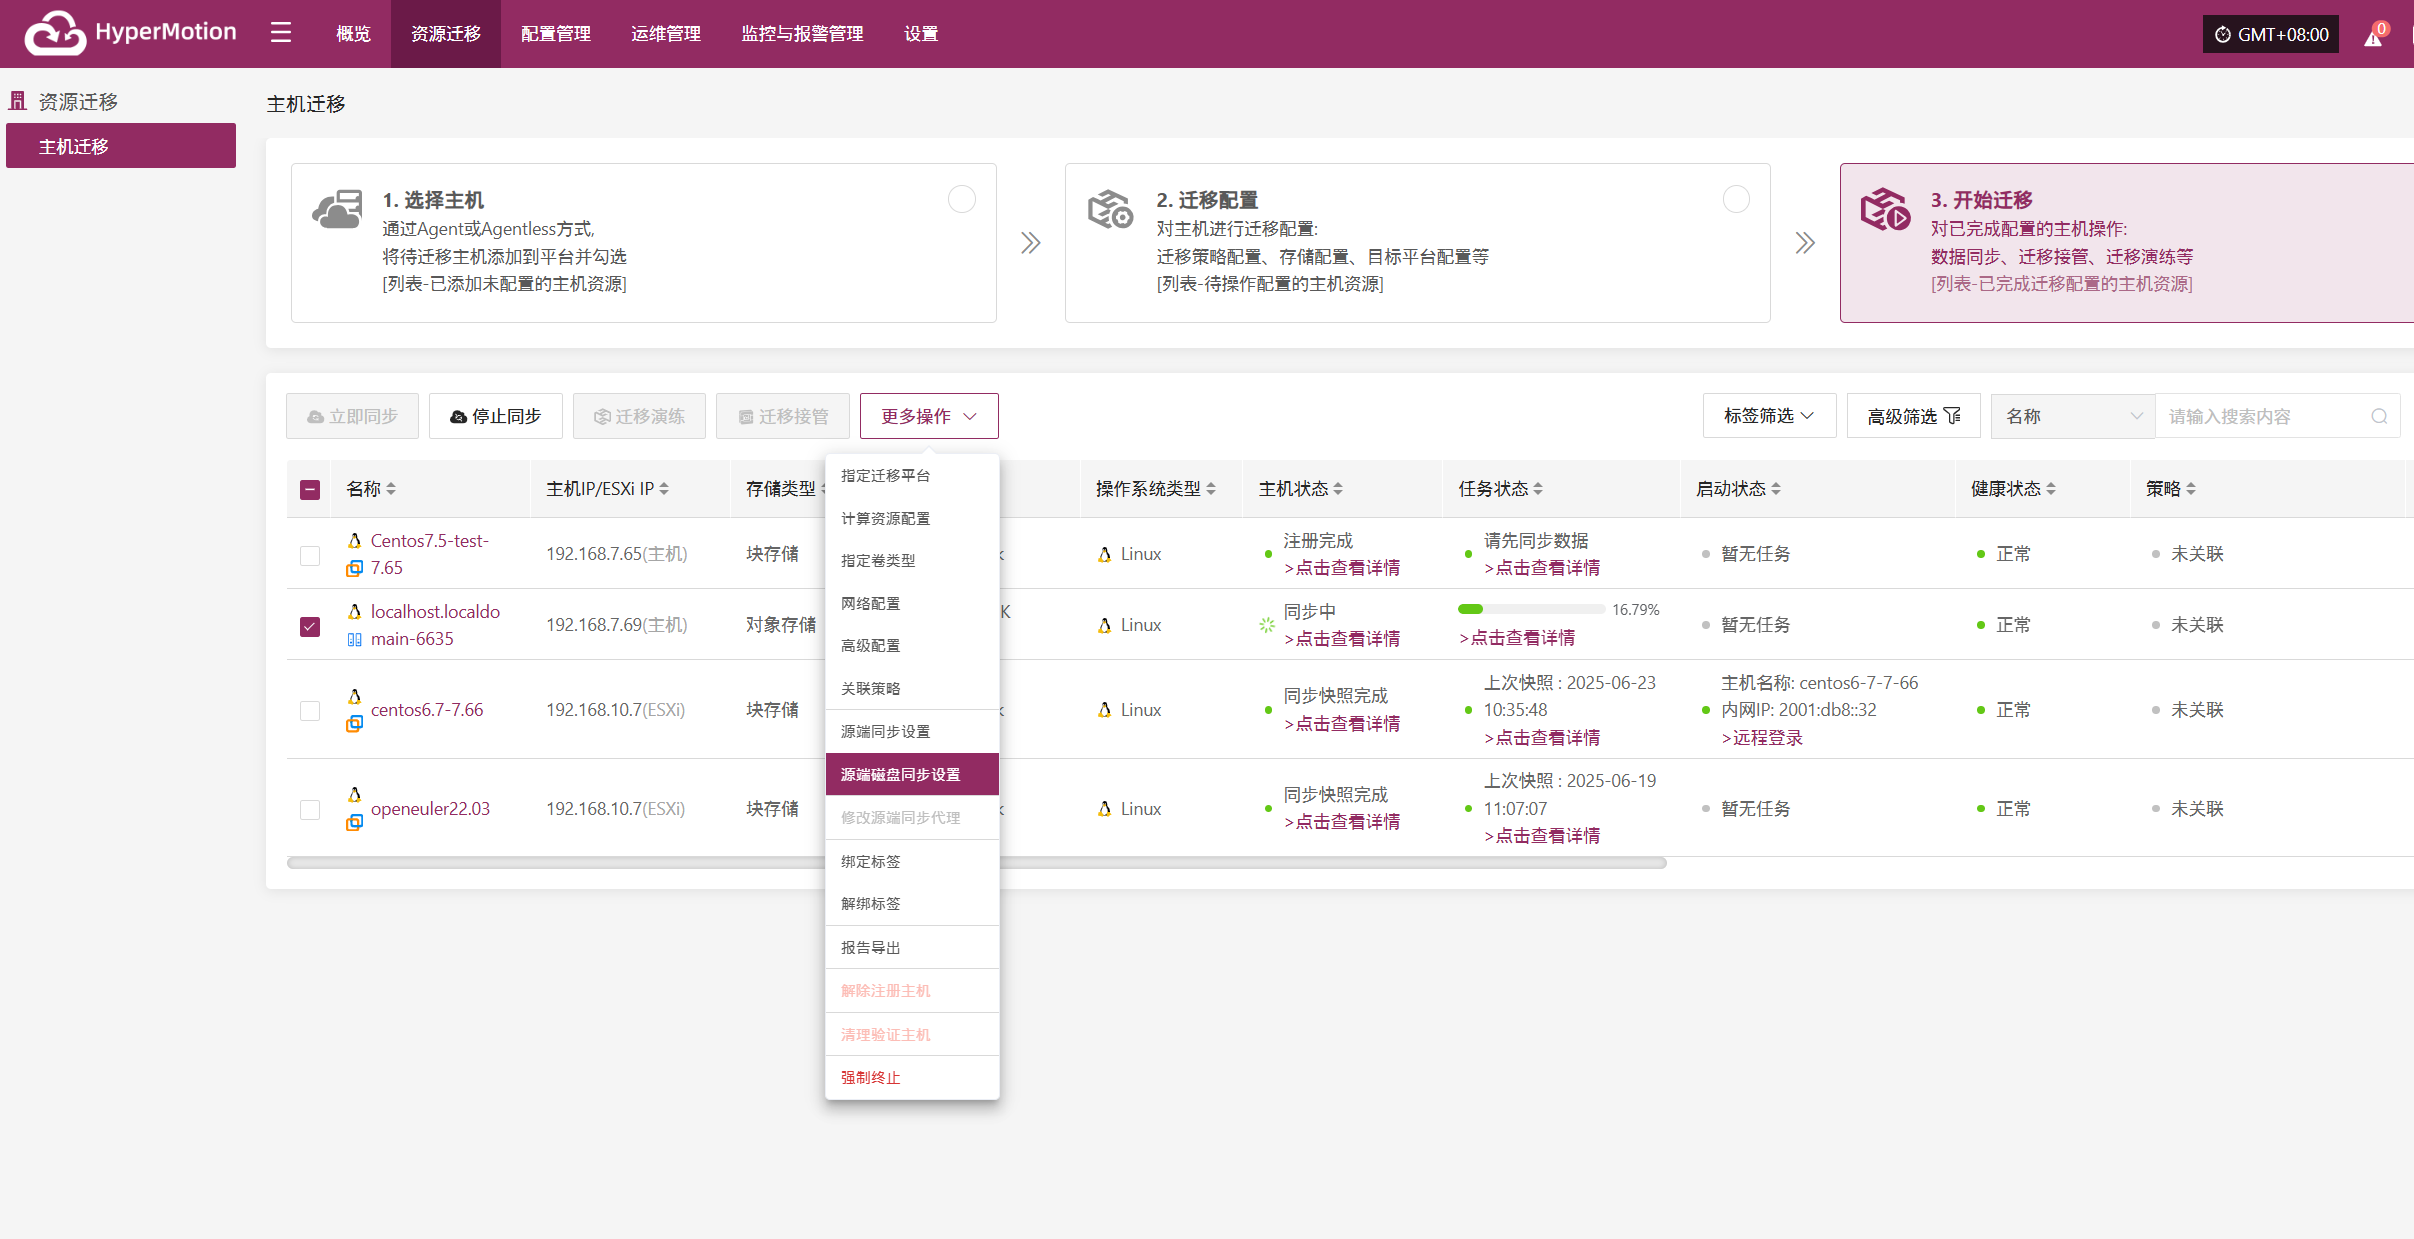 HyperMotion
概览
资源迁移
配置管理
运维管理
监控与报警管理
设置
GMT+08:00
0
资源迁移
主机迁移
主机迁移
1. 选择主机
通过Agent或Agentless方式,
将待迁移主机添加到平台并勾选
[列表-已添加未配置的主机资源]
2. 迁移配置
对主机进行迁移配置:
迁移策略配置、存储配置、目标平台配置等
[列表-待操作配置的主机资源]
3. 开始迁移
对已完成配置的主机操作:
数据同步、迁移接管、迁移演练等
[列表-已完成迁移配置的主机资源]
立即同步
停止同步
迁移演练
迁移接管
更多操作
标签筛选
高级筛选
名称
请输入搜索内容
名称
主机IP/ESXi IP
存储类型
操作系统类型
主机状态
任务状态
启动状态
健康状态
策略
Centos7.5-test-
7.65
192.168.7.65(主机)
块存储
Linux
注册完成
>点击查看详情
请先同步数据
>点击查看详情
暂无任务
正常
未关联
localhost.localdo
main-6635
192.168.7.69(主机)
对象存储
K
Linux
同步中
>点击查看详情
16.79%
>点击查看详情
暂无任务
正常
未关联
centos6.7-7.66
192.168.10.7(ESXi)
块存储
Linux
同步快照完成
>点击查看详情
上次快照 : 2025-06-23
10:35:48
>点击查看详情
主机名称: centos6-7-7-66
内网IP: 2001:db8::32
>远程登录
正常
未关联
openeuler22.03
192.168.10.7(ESXi)
块存储
Linux
同步快照完成
>点击查看详情
上次快照 : 2025-06-19
11:07:07
>点击查看详情
暂无任务
正常
未关联
指定迁移平台
计算资源配置
指定卷类型
网络配置
高级配置
关联策略
源端同步设置
源端磁盘同步设置
修改源端同步代理
绑定标签
解绑标签
报告导出
解除注册主机
清理验证主机
强制终止